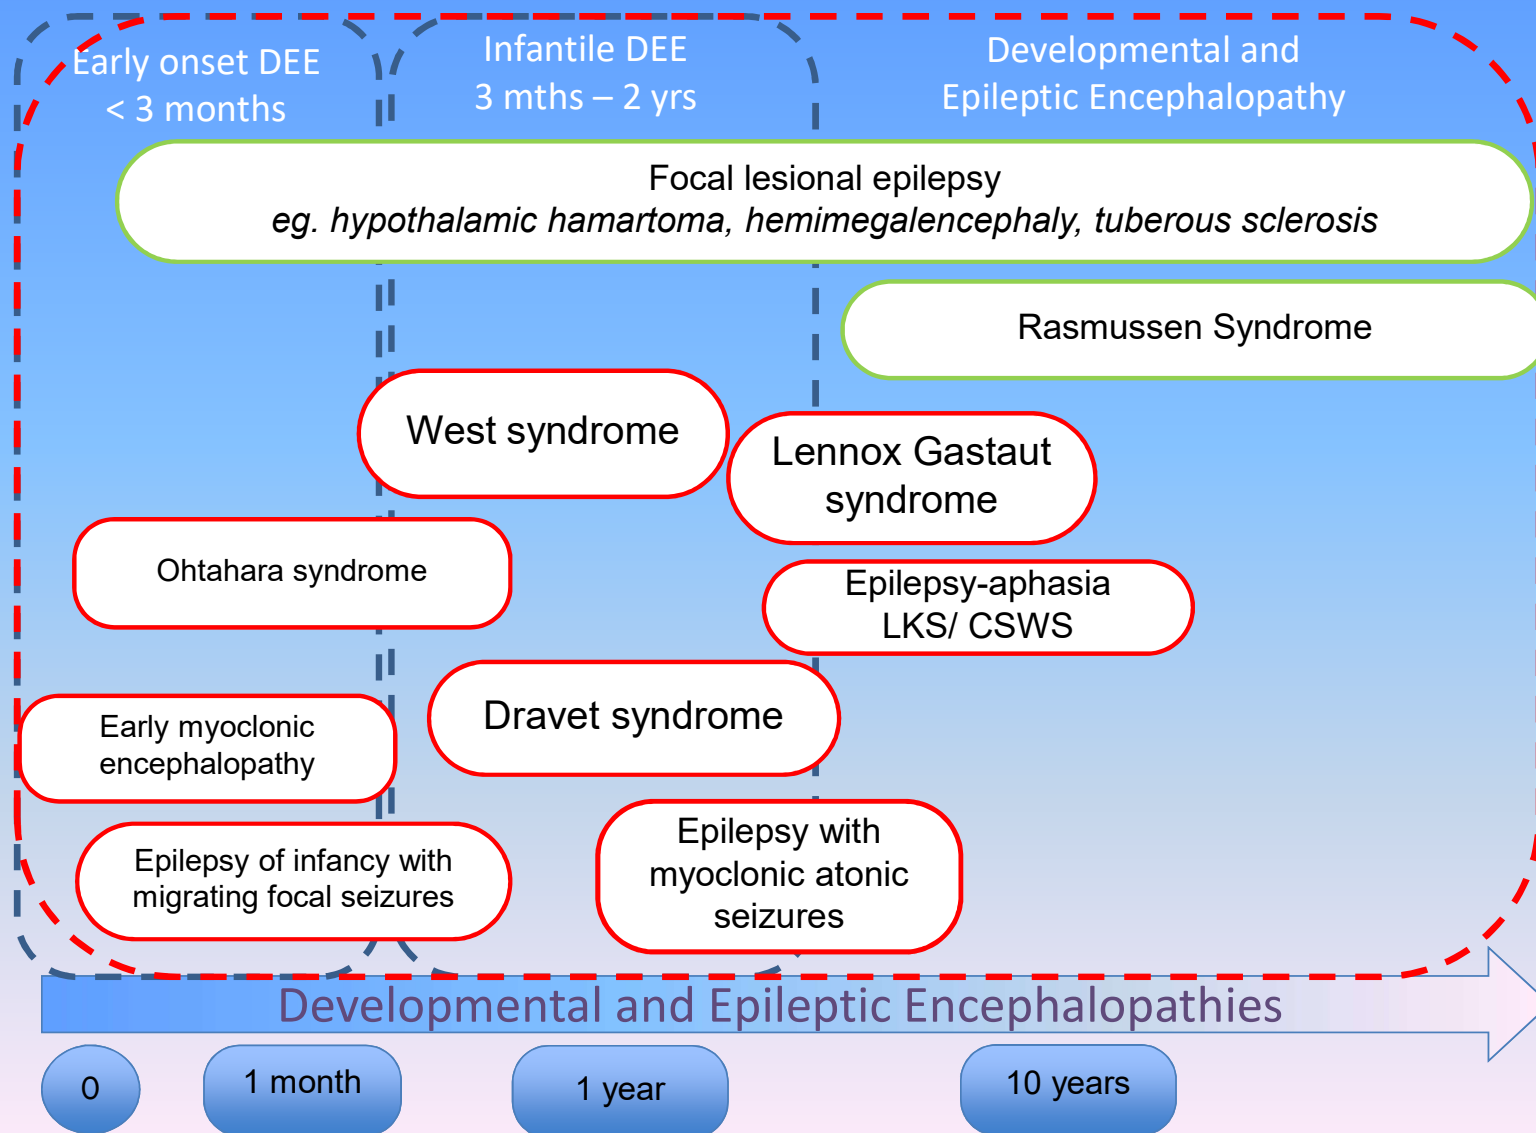 Early onset DEE
< 3 months
Infantile DEE
3 mths – 2 yrs
Developmental and
Epileptic Encephalopathy
Focal lesional epilepsy
eg. hypothalamic hamartoma, hemimegalencephaly, tuberous sclerosis
Rasmussen Syndrome
West syndrome
Lennox Gastaut
syndrome
Ohtahara syndrome
Epilepsy-aphasia
LKS/ CSWS
Dravet syndrome
Early myoclonic
encephalopathy
Epilepsy with
myoclonic atonic
seizures
Epilepsy of infancy with
migrating focal seizures
Developmental and Epileptic Encephalopathies
0
1 month
1 year
10 years